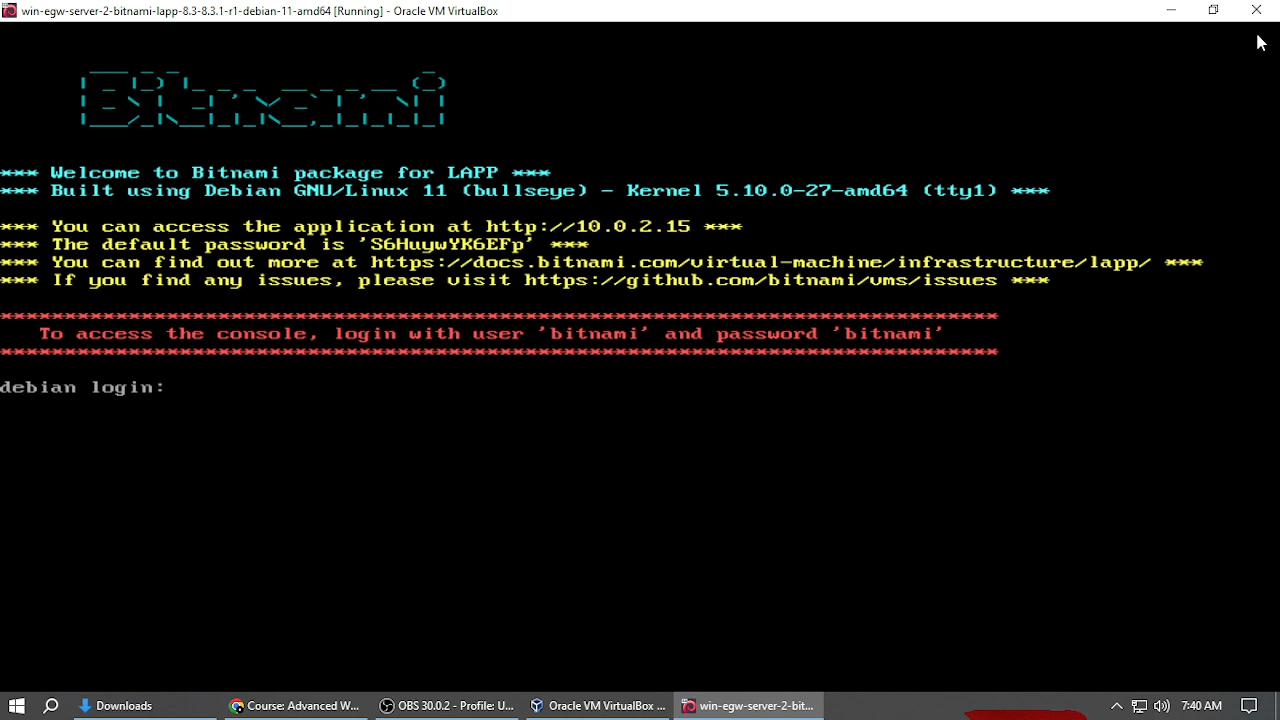 win-egw-server-2-bitnami-lapp-8.3-8.3.1-r1-debian-11-amd64 [Running] - Oracle VM VirtualBox
Bitnami
*** Welcome to Bitnami package for LAPP ***
*** Built using Debian GNU/Linux 11 (bullseye) - Kernel 5.10.0-27-amd64 (tty1) ***
*** You can access the application at http://10.0.2.15 ***
*** The default password is 'S6HuywYK6EFp' ***
*** You can find out more at https://docs.bitnami.com/virtual-machine/infrastructure/lapp/ ***
*** If you find any issues, please visit https://github.com/bitnami/vms/issues ***
******************************************************************************
To access the console, login with user 'bitnami' and password 'bitnami'
******************************************************************************
debian login:
Downloads
Course: Advanced W...
OBS 30.0.2 - Profile: U...
Oracle VM VirtualBox ...
win-egw-server-2-bit...
7:40 AM